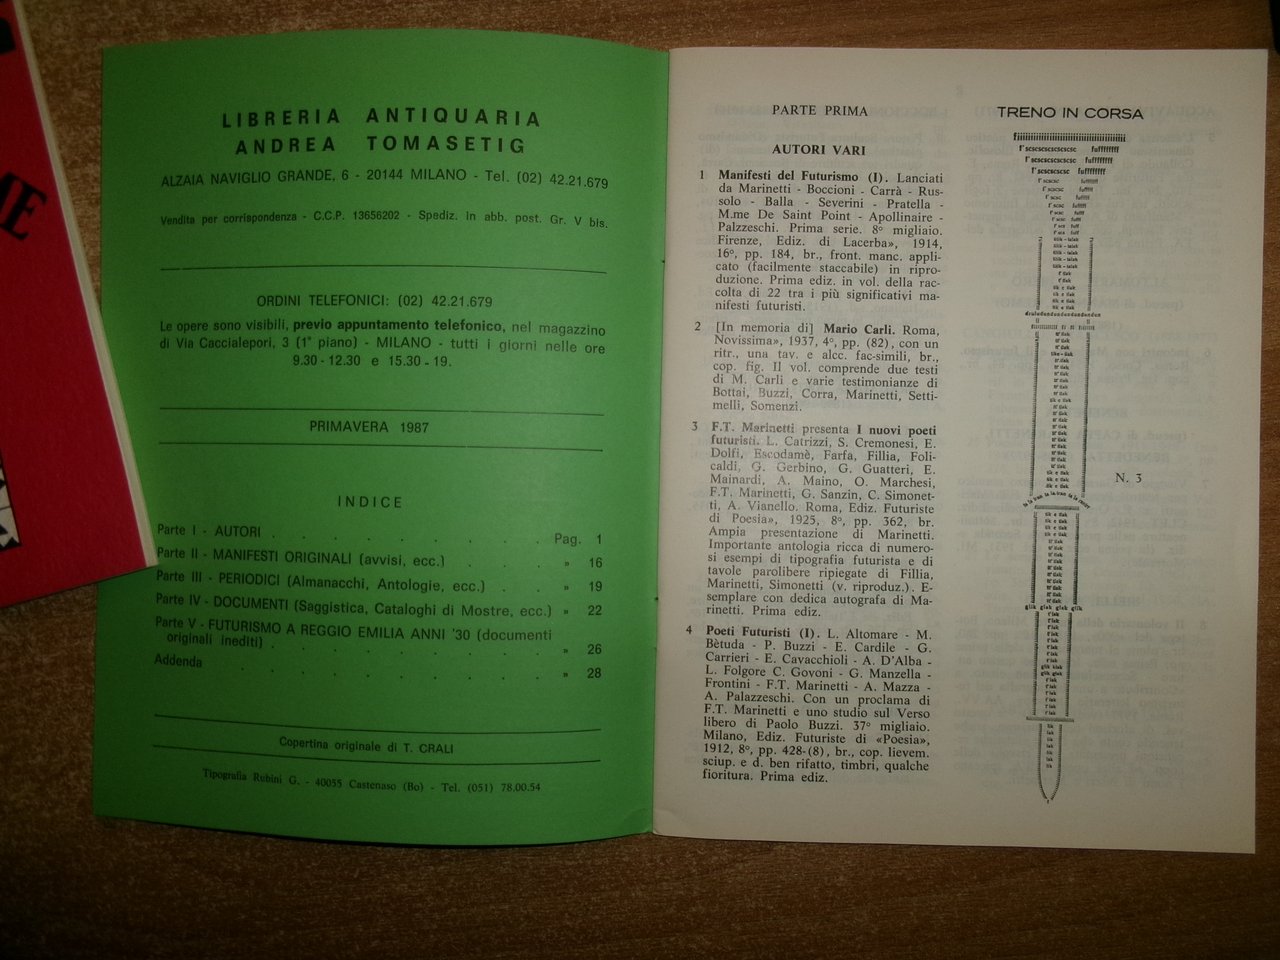 LIBRERIA ANTIQUARIA
ANDREA TOMASETIG
ALZAIA NAVIGLIO GRANDE, 6 - 20144 MILANO - Tel. (02) 42.21.679
Vendita per corrispondenza - C.C.P. 13656202 - Spediz. in abb. post. Gr. V bis.
ORDINI TELEFONICI: (02) 42.21.679
Le opere sono visibili, previo appuntamento telefonico, nel magazzino
di Via Caccialepori, 3 (1° piano) - MILANO - tutti i giorni nelle ore
9.30 - 12.30 e 15.30 - 19.
PRIMAVERA 1987
INDICE
Parte I - AUTORI . . . . . . . . Pag. 1
Parte II - MANIFESTI ORIGINALI (avvisi, ecc.) . . . » 16
Parte III - PERIODICI (Almanacchi, Antologie, ecc.) . . . » 19
Parte IV - DOCUMENTI (Saggistica, Cataloghi di Mostre, ecc.) » 22
Parte V - FUTURISMO A REGGIO EMILIA ANNI '30 (documenti
originali inediti) . . . . . . . . » 26
Addenda . . . . . . . . » 28
Copertina originale di T. CRALI
Tipografia Rubini G. - 40055 Castenaso (Bo) - Tel. (051) 78.00.54
PARTE PRIMA
AUTORI VARI
1 Manifesti del Futurismo (I). Lanciati
da Marinetti - Boccioni - Carrà - Rus-
solo - Balla - Severini - Pratella -
M.me De Saint Point - Apollinaire -
Palzzeschi. Prima serie. 8° migliaio.
Firenze, Ediz. di Lacerba», 1914,
16°, pp. 184, br., front. manc. appli-
cato (facilmente staccabile) in ripro-
duzione. Prima ediz. in vol. della rac-
colta di 22 tra i più significativi ma-
nifesti futuristi.
2 [In memoria di] Mario Carli. Roma,
Novissima», 1937, 4°, pp. (82), con un
ritr., una tav. e alcc. fac-simili, br.,
cop. fig. Il vol. comprende due testi
di M. Carli e varie testimonianze di
Bottai, Buzzi, Corra, Marinetti, Setti-
melli, Somenzi.
3 F.T. Marinetti presenta I nuovi poeti
futuristi. L. Catrizzi, S. Cremonesi, E.
Dolfi, Escodamè, Farfa, Fillia, Foli-
caldi, G. Gerbino, G. Guatteri, E.
Mainardi, A. Maino, O. Marchesi,
F.T. Marinetti, G. Sanzin, C. Simonet-
ti, A. Vianello. Roma, Ediz. Futuriste
di Poesia», 1925, 8°, pp. 362, br.
Ampia presentazione di Marinetti.
Importante antologia ricca di numero-
si esempi di tipografia futurista e di
tavole parolibere ripiegate di Fillia,
Marinetti, Simonetti (v. riproduz.). E-
semplare con dedica autografa di Ma-
rinetti. Prima ediz.
4 Poeti Futuristi (I). L. Altomare - M.
Bètuda - P. Buzzi - E. Cardile - G.
Carrieri - E. Cavacchioli - A. D'Alba -
L. Folgore C. Govoni - G. Manzella -
Frontini - F.T. Marinetti - A. Mazza -
A. Palazzeschi. Con un proclama di
F.T. Marinetti e uno studio sul Verso
libero di Paolo Buzzi. 37° migliaio.
Milano, Ediz. Futuriste di «Poesia»,
1912, 8°, pp. 428-(8), br., cop. lievem.
sciup. e d. ben rifatto, timbri, qualche
fioritura. Prima ediz.
TRENO IN CORSA
N. 3